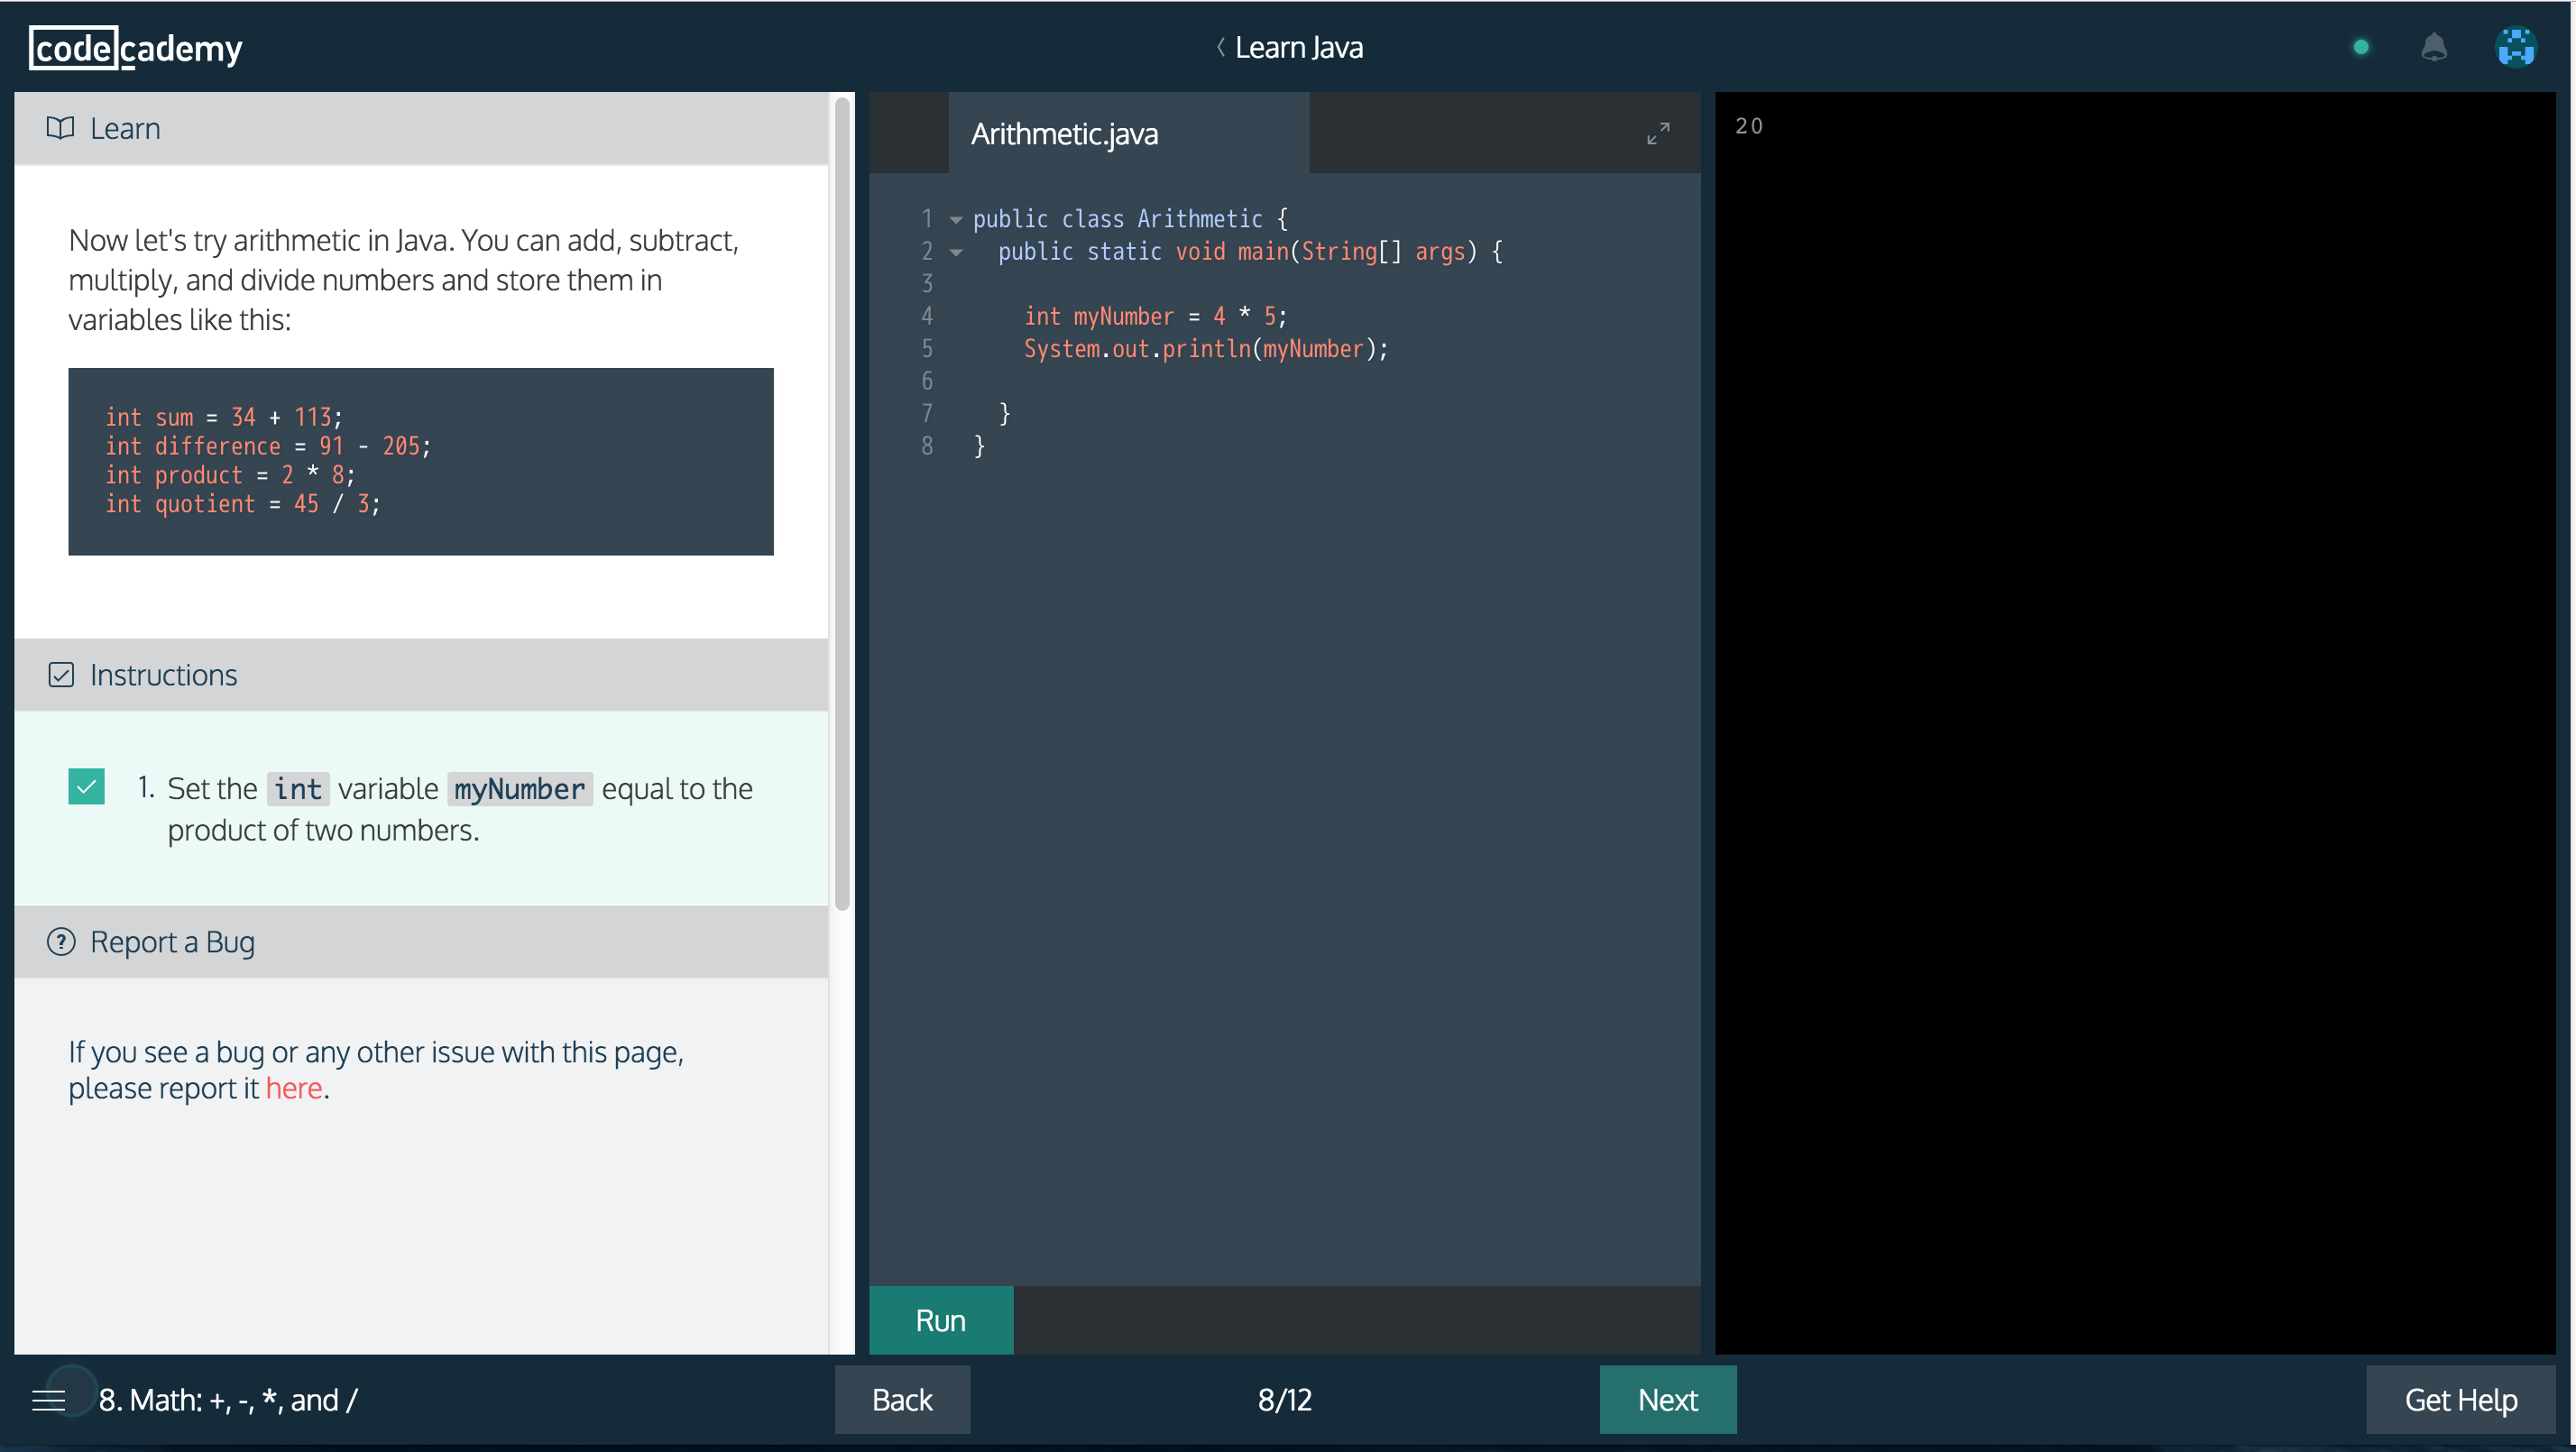 codecademy
Learn Java
Learn
Now let's try arithmetic in Java. You can add, subtract,
multiply, and divide numbers and store them in
variables like this:
int sum = 34 + 113;
int difference = 91 - 205;
int product = 2 * 8;
int quotient = 45 / 3;
Instructions
1. Set the int variable myNumber equal to the
product of two numbers.
? Report a Bug
If you see a bug or any other issue with this page,
please report it here.
Arithmetic.java
1 public class Arithmetic {
2 public static void main(String[] args) {
3
4 int myNumber = 4 * 5;
5 System.out.println(myNumber);
6
7 }
8 }
Run
20
8. Math: +, -, *, and /
Back
8/12
Next
Get Help